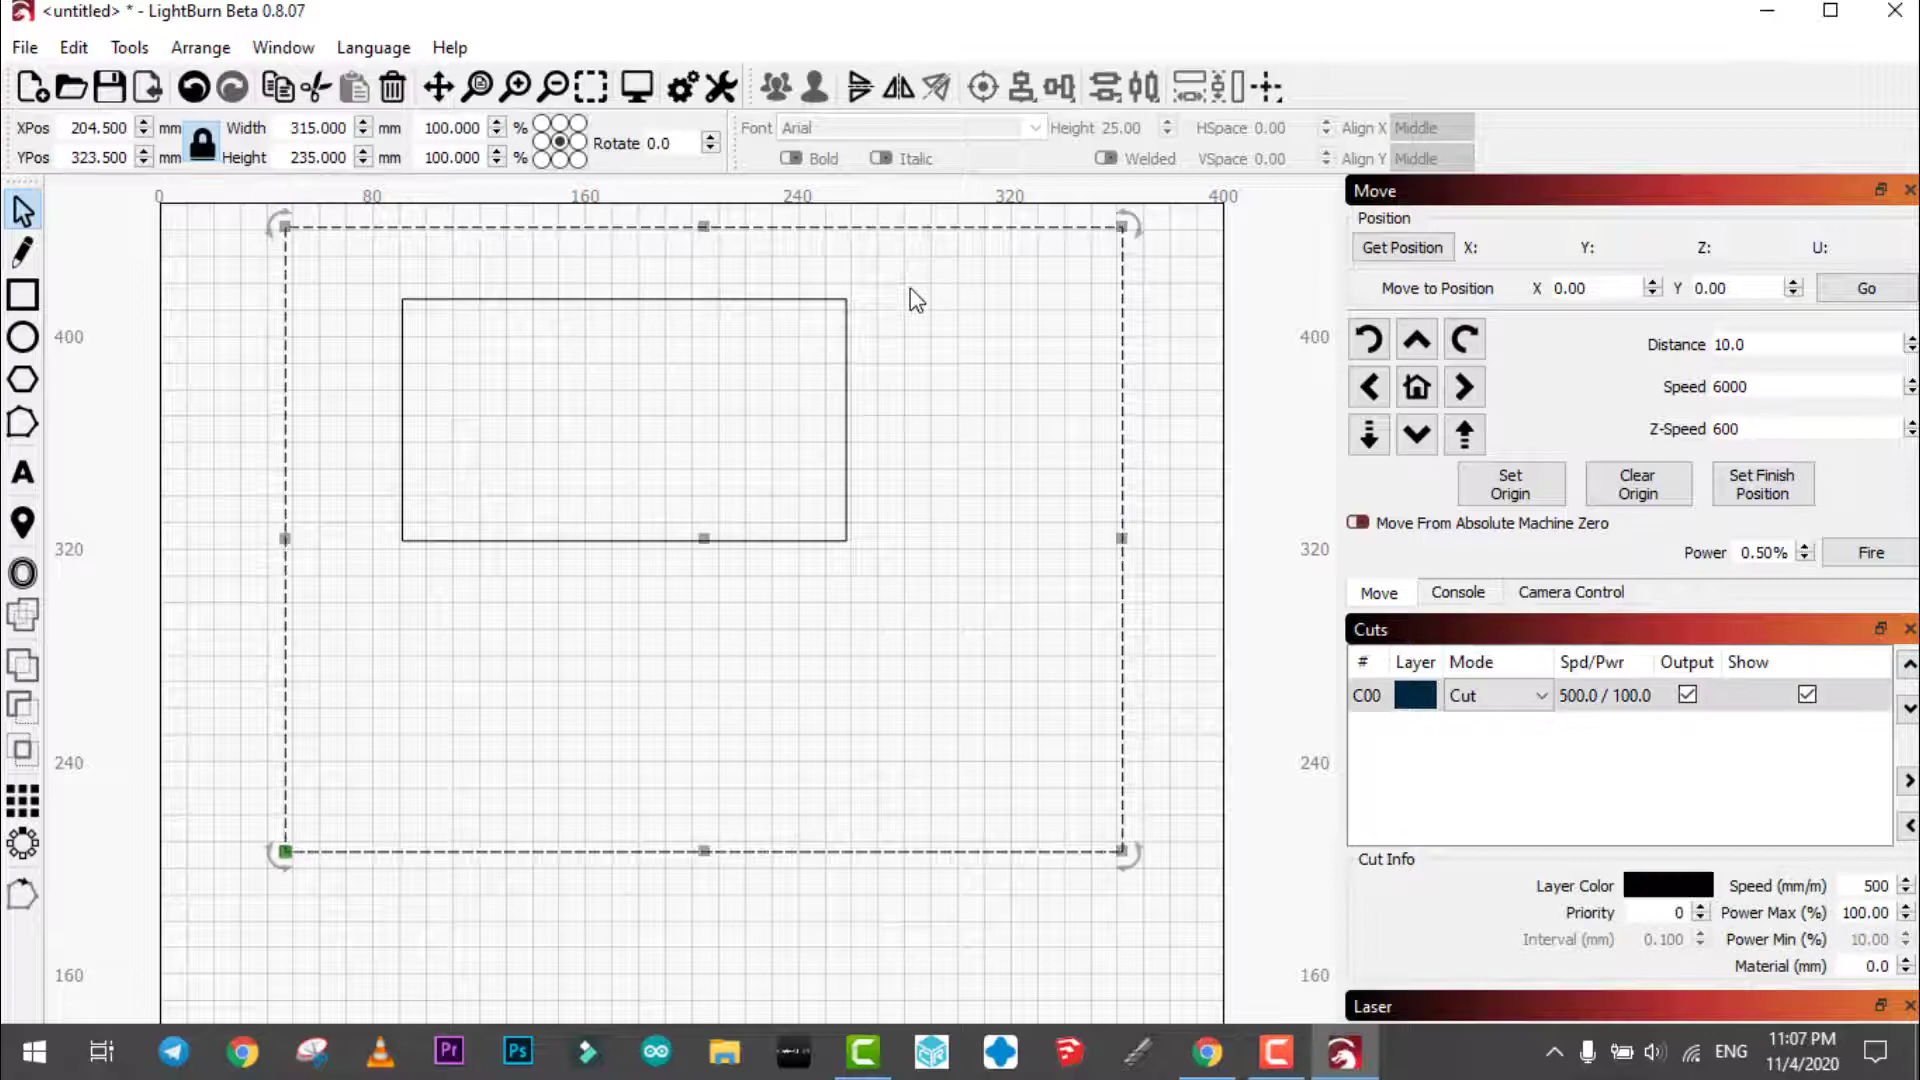 <untitled> * - LightBurn Beta 0.8.07
File Edit Tools Arrange Window Language Help
XPos 204.500 mm Width 315.000 mm 100.000 % Rotate 0.0 Font Arial Height 25.00 HSpace 0.00 Align X Middle
YPos 323.500 mm Height 235.000 mm 100.000 % Bold Italic Welded VSpace 0.00 Align Y Middle
0 80 160 240 320 400
400 400
320 320
240 240
160 160
Move
Position
Get Position X: Y: Z: U:
Move to Position X 0.00 Y 0.00 Go
Distance 10.0
Speed 6000
Z-Speed 600
Set Origin Clear Origin Set Finish Position
Move From Absolute Machine Zero
Power 0.50% Fire
Move Console Camera Control
Cuts
# Layer Mode Spd/Pwr Output Show
C00 Cut 500.0 / 100.0
Cut Info
Layer Color Speed (mm/m) 500
Priority 0 Power Max (%) 100.00
Interval (mm) 0.100 Power Min (%) 10.00
Material (mm) 0.0
Laser
A
Pr Ps C C
ENG 11:07 PM
11/4/2020